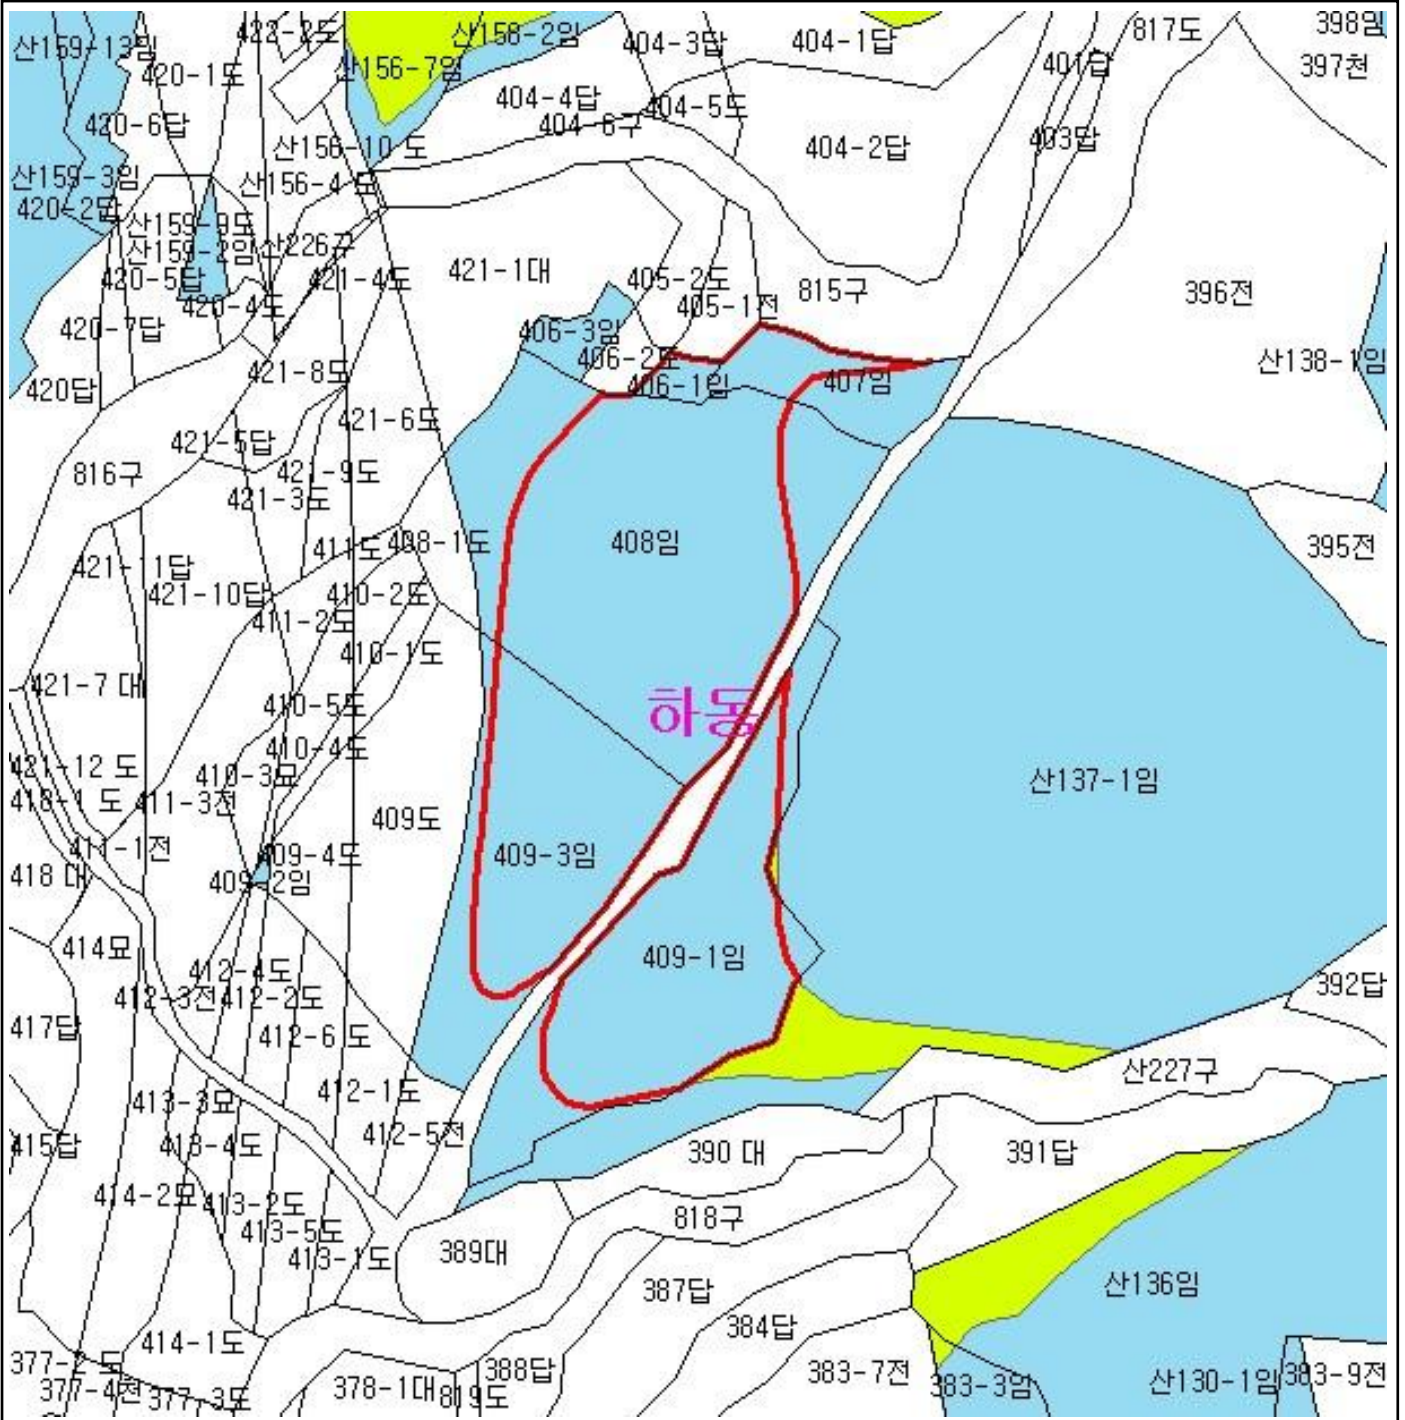 422-2도
산158-2임
404-3답
404-1답
817도
398임
산159-13임
420-1도
산156-7임
401답
397천
404-4답
404-5도
404-6구
420-6답
산156-10 도
404-2답
403답
산159-3임
산156-4 묘
420-2답
산159-9도
산159-2임
산226구
420-5답
421-4도
421-1대
405-2도
405-1전
815구
396전
420-4도
420-7답
406-3임
406-2도
406-1임
407임
산138-1임
420답
421-8도
421-6도
421-5답
816구
421-9도
421-3도
411도
408-1도
408임
395전
421-11답
421-10답
410-2도
411-2도
410-1도
421-7 대
410-5도
하동
410-4도
421-12 도
410-3묘
산137-1임
418-1 도
411-3전
409도
411-1전
409-4도
409-3임
418 대
409-2임
414묘
409-1임
412-4도
412-3전
412-2도
392답
417답
412-6 도
산227구
413-3묘
412-1도
412-5전
415답
413-4도
390 대
391답
414-2묘
413-2도
818구
413-5도
413-1도
389대
387답
산136임
384답
414-1도
377-2 도
388답
383-7전
383-3임
산130-1임
383-9전
377-4전
377-3도
378-1대
819도